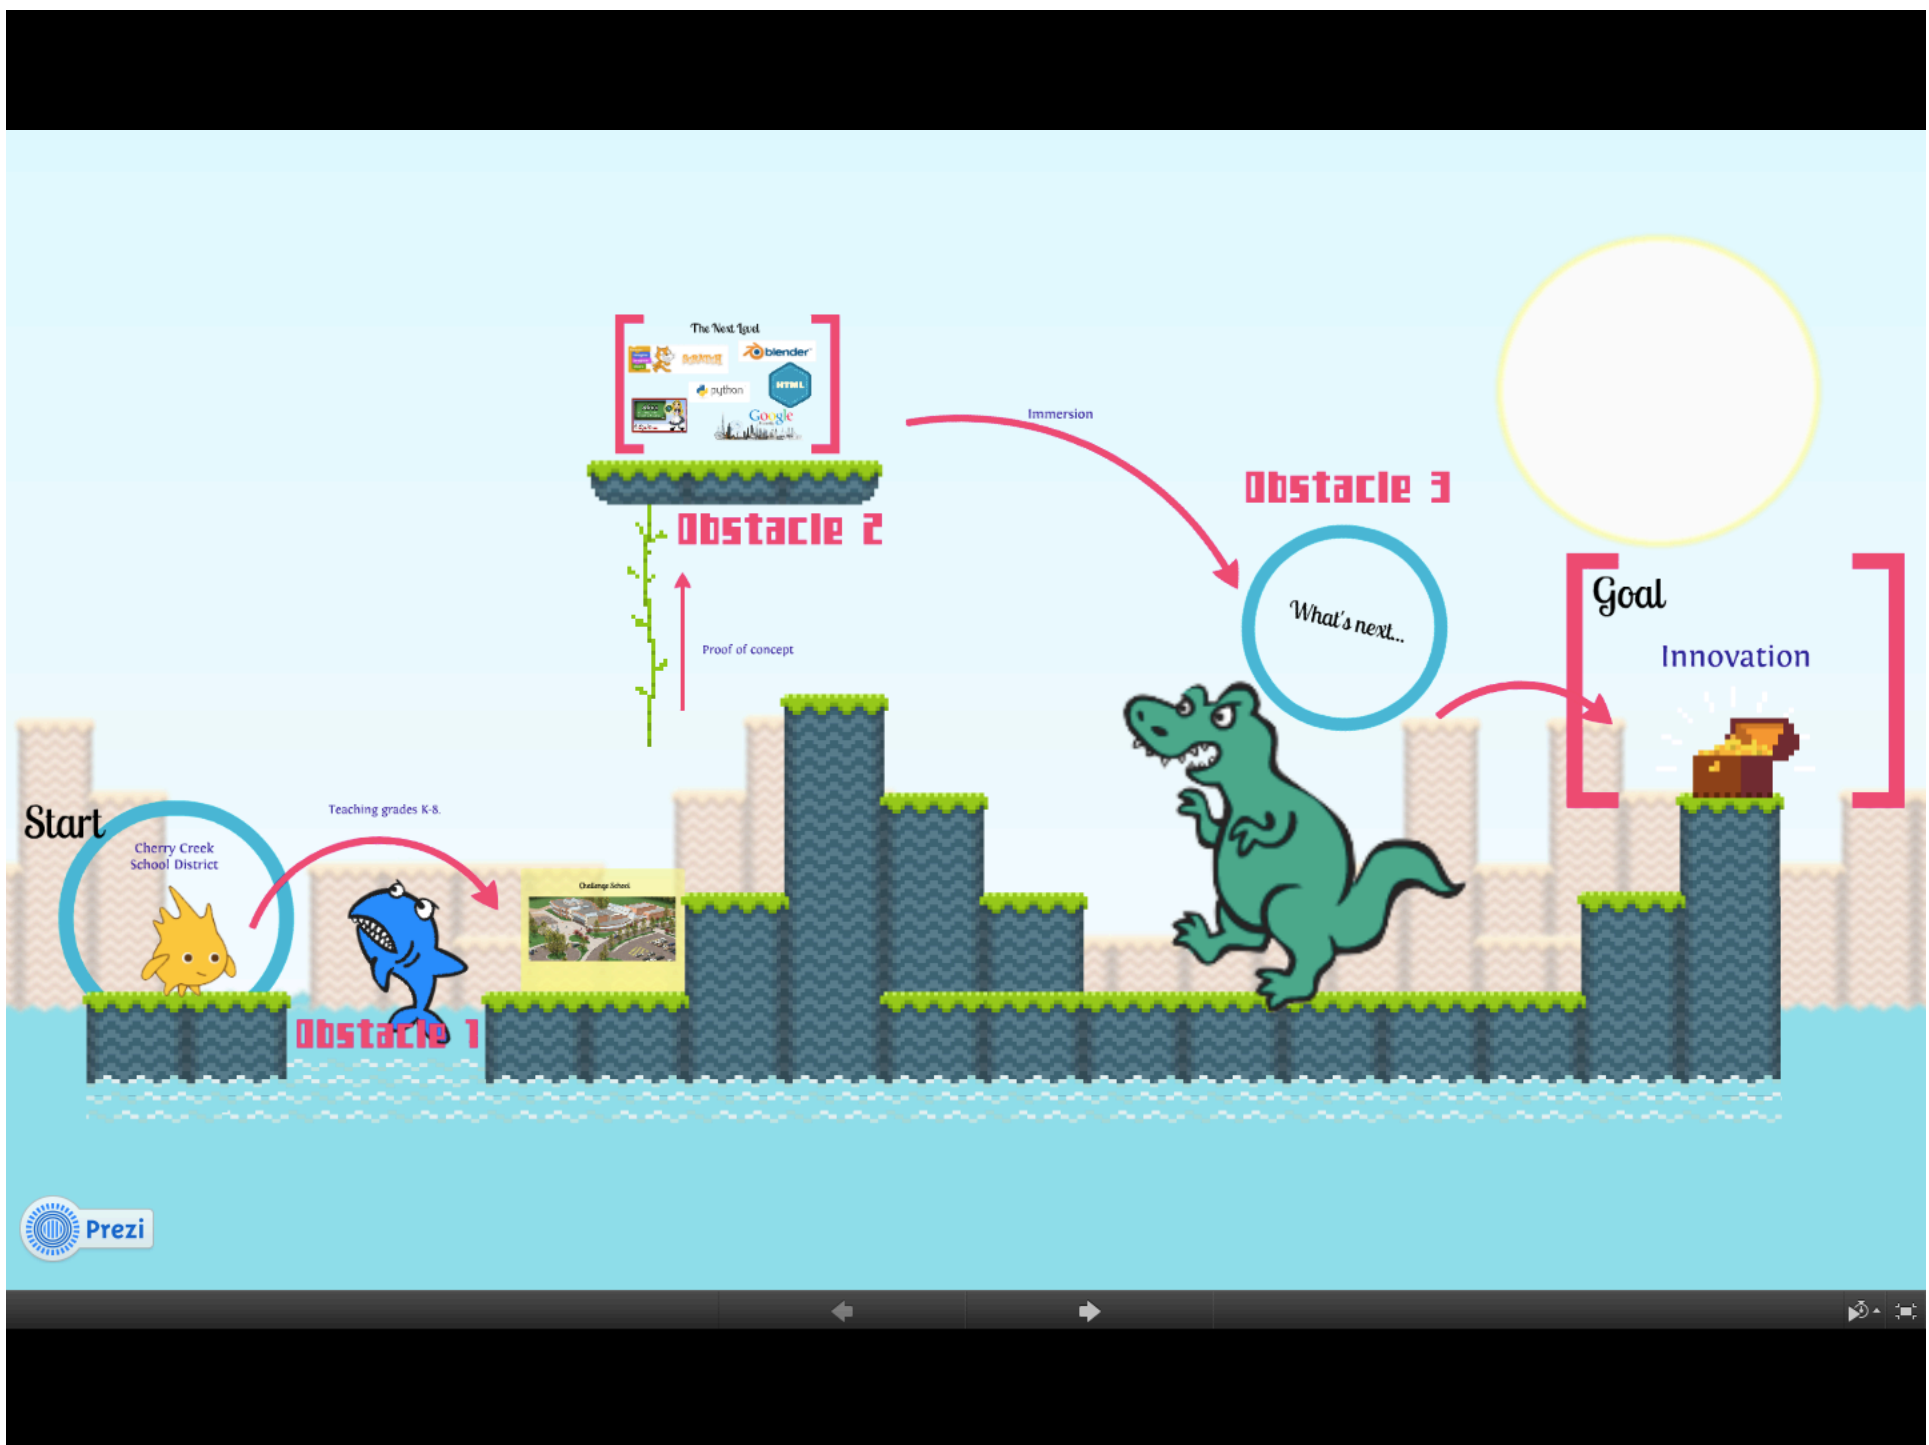 Start
Cherry Creek
School District
Teaching grades K-8.
Obstacle 1
Challenge School
Proof of concept
Obstacle 2
The Next Level
SCRATCH
blender
python
HTML
Google
Immersion
Obstacle 3
What's next...
Goal
Innovation
Prezi